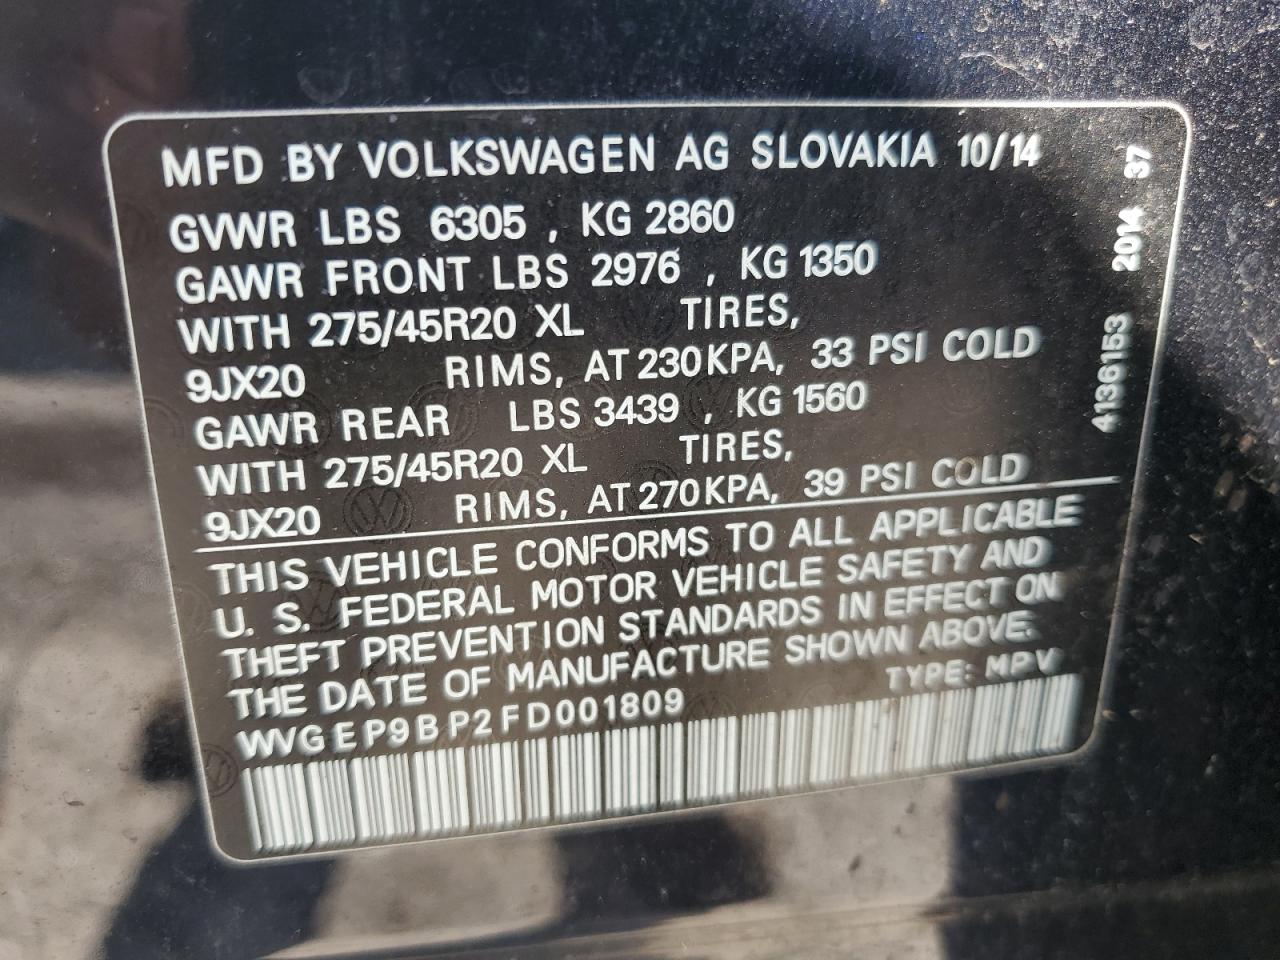 MFD BY VOLKSWAGEN AG SLOVAKIA 10/14
GVWR LBS 6305 , KG 2860
GAWR FRONT LBS 2976 , KG 1350
WITH 275/45R20 XL TIRES,
9JX20 RIMS, AT 230KPA, 33 PSI COLD
GAWR REAR LBS 3439 , KG 1560
WITH 275/45R20 XL TIRES,
9JX20 RIMS, AT 270KPA, 39 PSI COLD
THIS VEHICLE CONFORMS TO ALL APPLICABLE
U. S. FEDERAL MOTOR VEHICLE SAFETY AND
THEFT PREVENTION STANDARDS IN EFFECT ON
THE DATE OF MANUFACTURE SHOWN ABOVE.
WVGEP9BP2FD001809 TYPE: MPV
4136153 2014 37